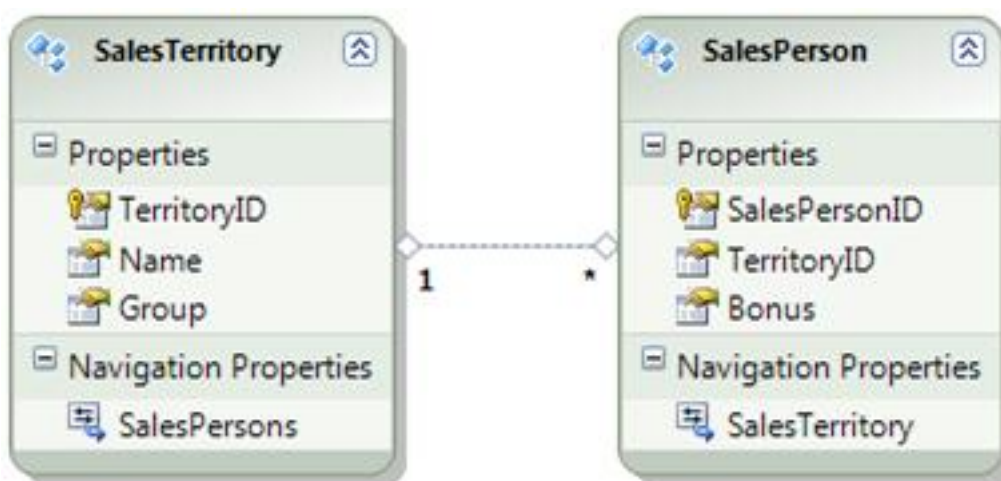 SalesTerritory
Properties
TerritoryID
Name
Group
Navigation Properties
SalesPersons
1
*
SalesPerson
Properties
SalesPersonID
TerritoryID
Bonus
Navigation Properties
SalesTerritory